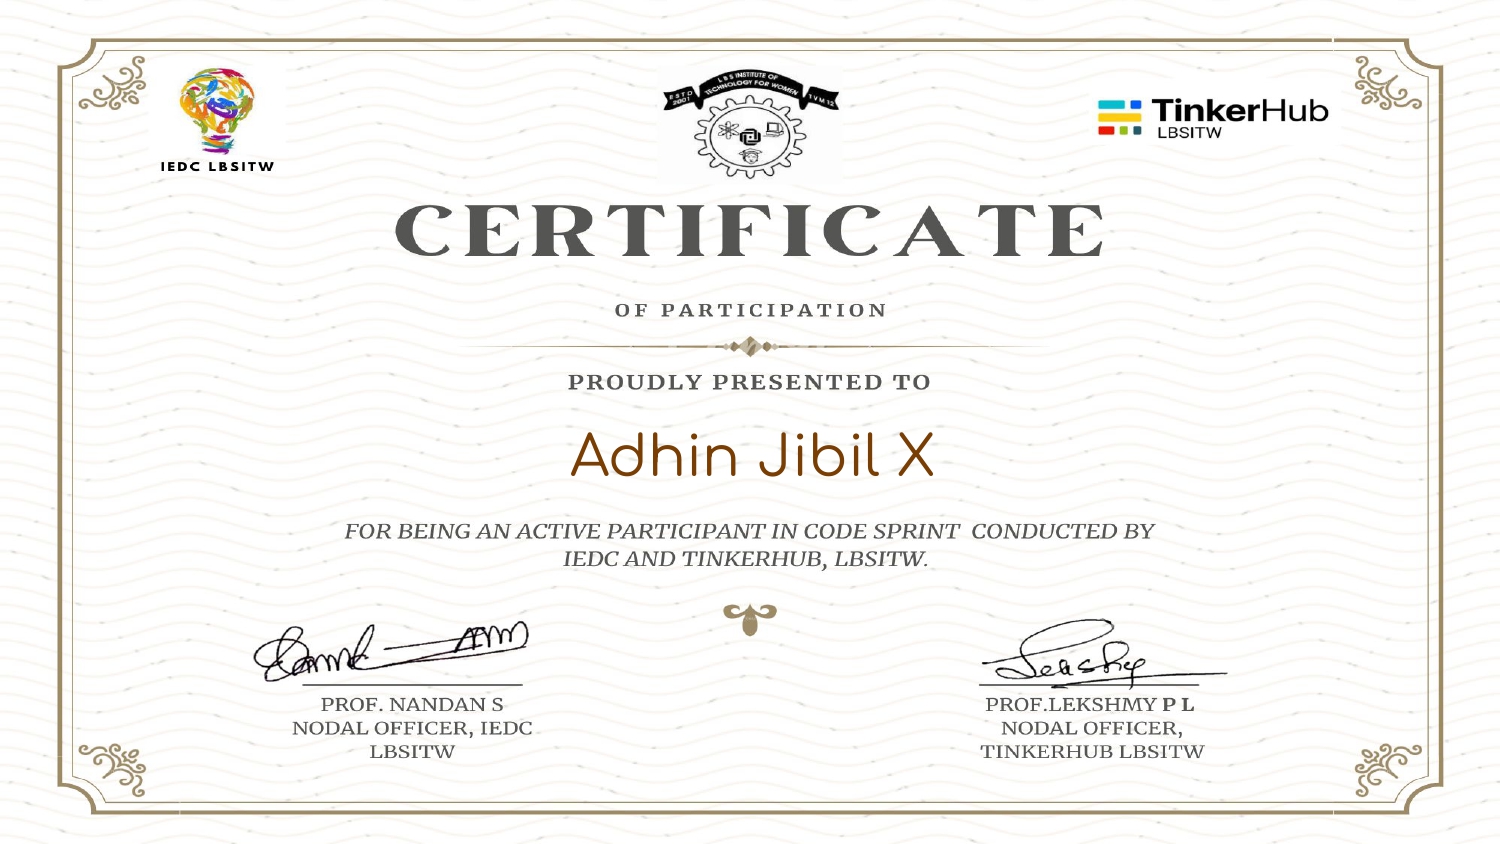 IEDC LBSITW
L B S INSTITUTE OF
TECHNOLOGY FOR WOMEN
ESTD
2001
TVM 12
TinkerHub
LBSITW
CERTIFICATE
OF PARTICIPATION
PROUDLY PRESENTED TO
Adhin Jibil X
FOR BEING AN ACTIVE PARTICIPANT IN CODE SPRINT CONDUCTED BY
IEDC AND TINKERHUB, LBSITW.
PROF. NANDAN S
NODAL OFFICER, IEDC
LBSITW
PROF.LEKSHMY P L
NODAL OFFICER,
TINKERHUB LBSITW